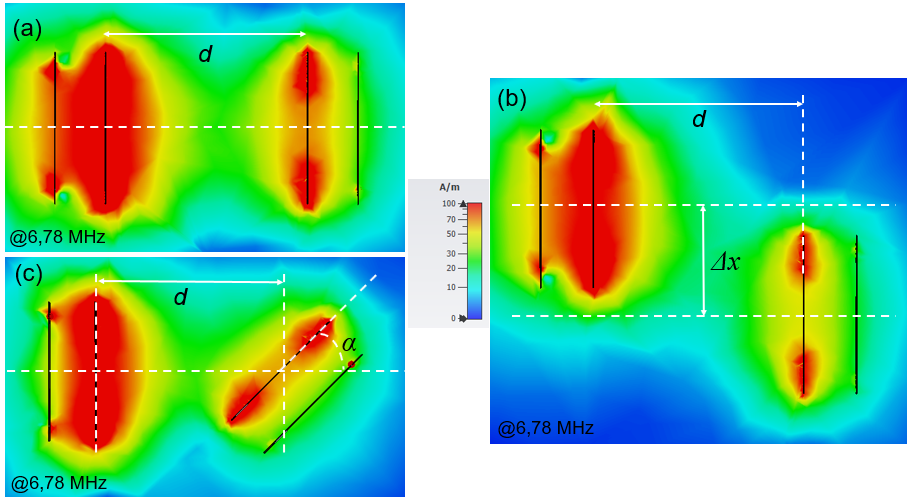 (a)
d
@6,78 MHz
(b)
d
Δx
@6,78 MHz
A/m
100
70
50
30
20
10
0
(c)
d
α
@6,78 MHz